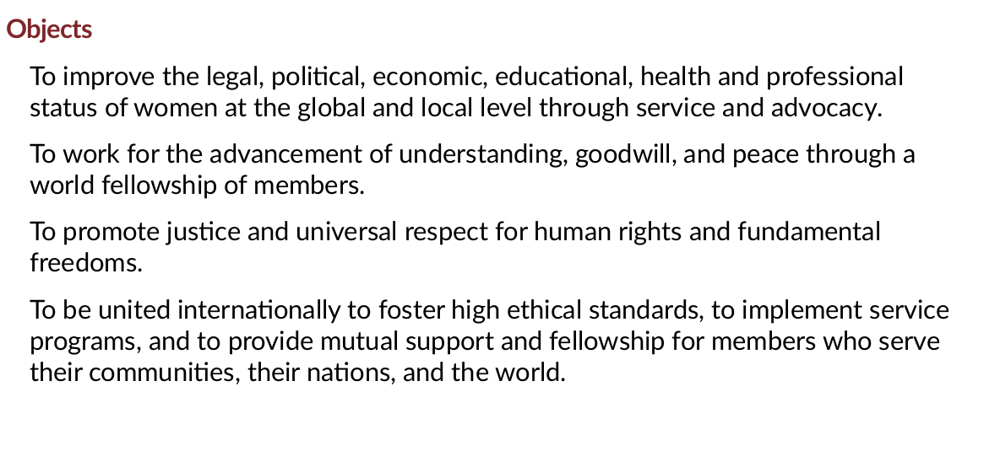 Objects
To improve the legal, political, economic, educational, health and professional
status of women at the global and local level through service and advocacy.
To work for the advancement of understanding, goodwill, and peace through a
world fellowship of members.
To promote justice and universal respect for human rights and fundamental
freedoms.
To be united internationally to foster high ethical standards, to implement service
programs, and to provide mutual support and fellowship for members who serve
their communities, their nations, and the world.